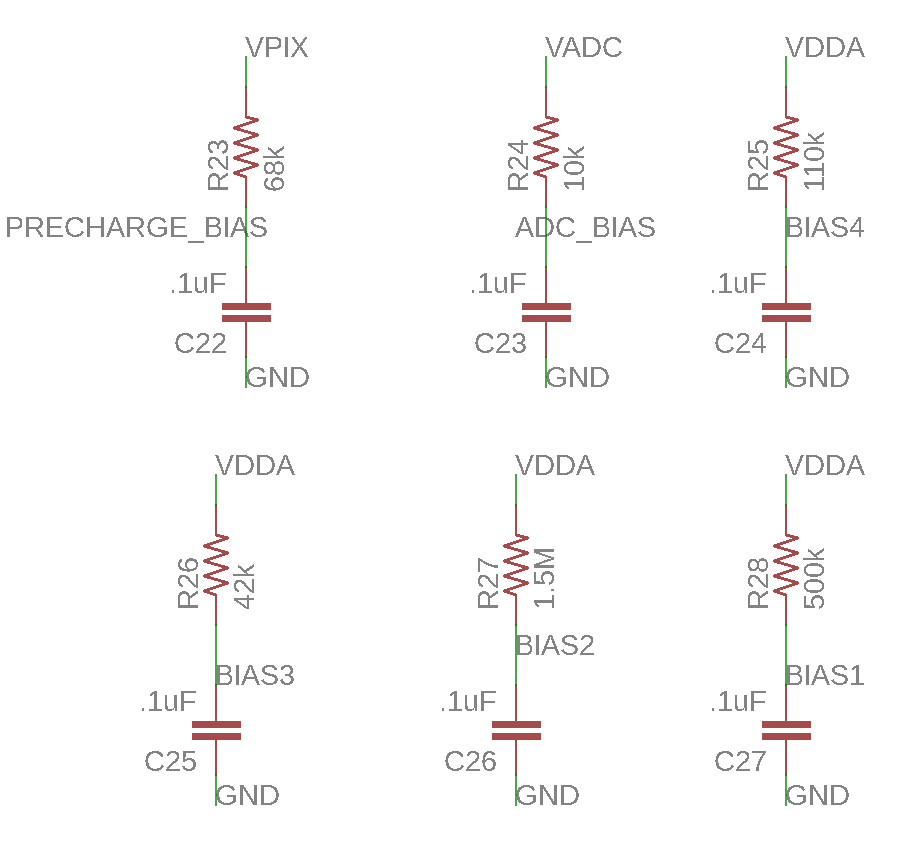 VPIX
R23
68k
PRECHARGE_BIAS
.1uF
C22
GND
VADC
R24
10k
ADC_BIAS
.1uF
C23
GND
VDDA
R25
110k
BIAS4
.1uF
C24
GND
VDDA
R26
42k
BIAS3
.1uF
C25
GND
VDDA
R27
1.5M
BIAS2
.1uF
C26
GND
VDDA
R28
500k
BIAS1
.1uF
C27
GND